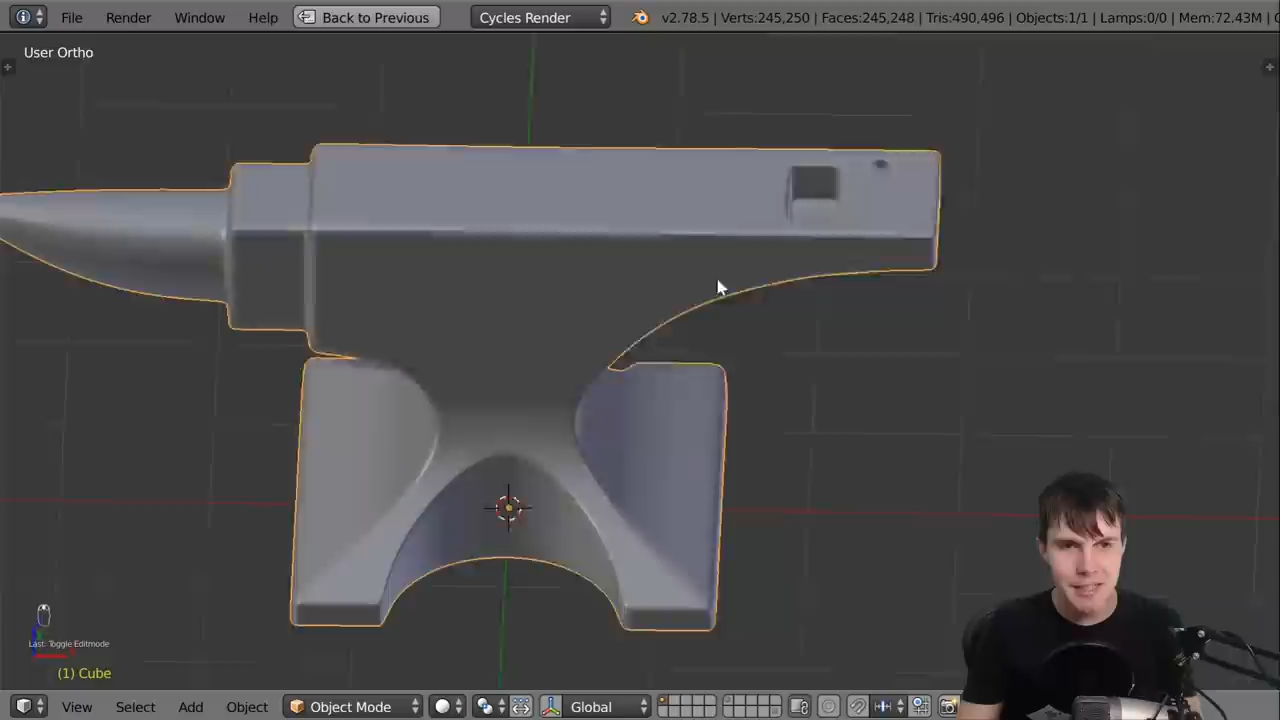 File Render Window Help Back to Previous Cycles Render v2.78.5 | Verts:245,250 | Faces:245,248 | Tris:490,496 | Objects:1/1 | Lamps:0/0 | Mem:72.43M |
User Ortho
Last: Toggle Editmode
(1) Cube
View Select Add Object Object Mode Global